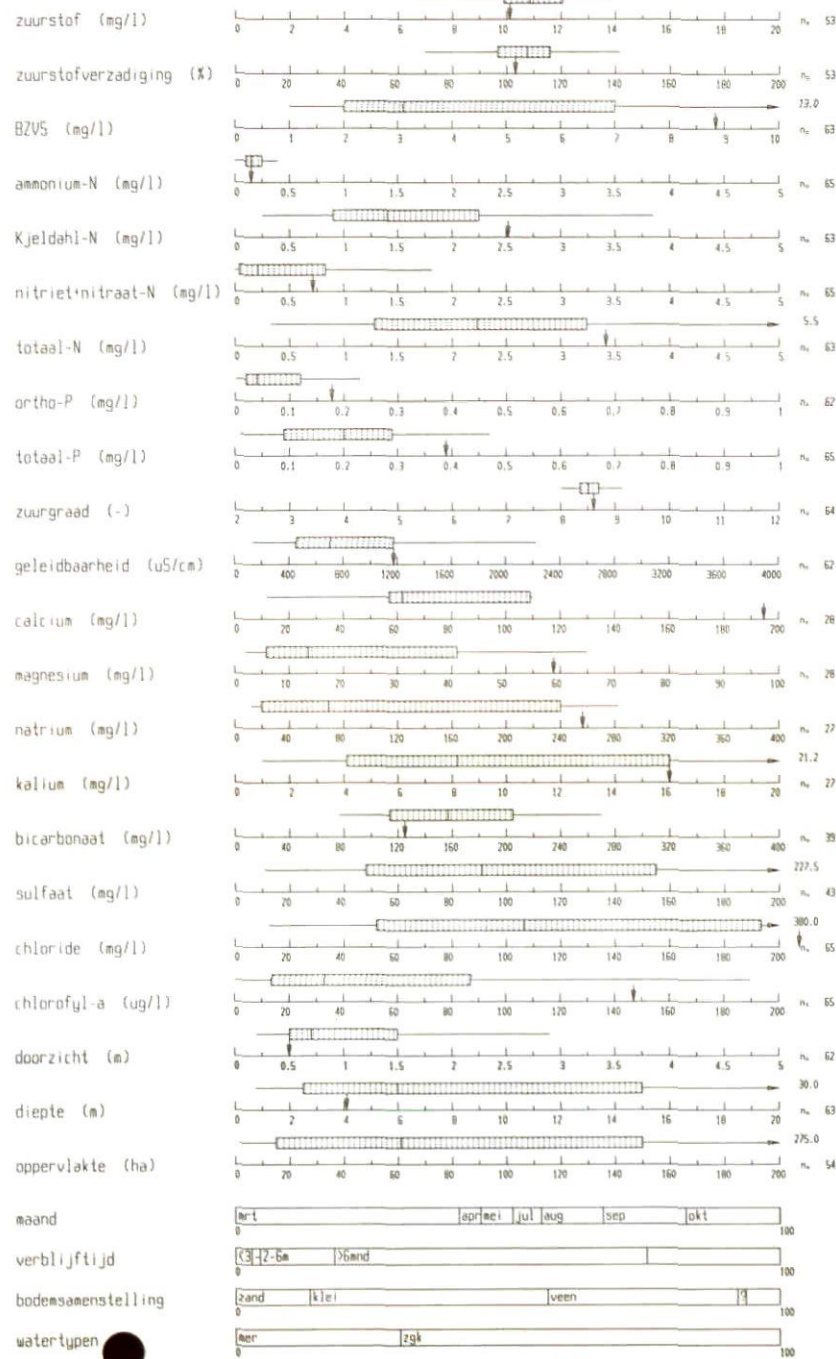 zuurstof (mg/l) 0 2 4 6 8 10 12 14 16 18 20 n= 53
zuurstofverzadiging (%) 0 20 40 60 80 100 120 140 160 180 200 n= 53
13.0
BZV5 (mg/l) 0 1 2 3 4 5 6 7 8 9 10 n= 63
ammonium-N (mg/l) 0 0.5 1 1.5 2 2.5 3 3.5 4 4.5 5 n= 65
Kjeldahl-N (mg/l) 0 0.5 1 1.5 2 2.5 3 3.5 4 4.5 5 n= 63
nitriet+nitraat-N (mg/l) 0 0.5 1 1.5 2 2.5 3 3.5 4 4.5 5 n= 65
5.5
totaal-N (mg/l) 0 0.5 1 1.5 2 2.5 3 3.5 4 4.5 5 n= 63
ortho-P (mg/l) 0 0.1 0.2 0.3 0.4 0.5 0.6 0.7 0.8 0.9 1 n= 62
totaal-P (mg/l) 0 0.1 0.2 0.3 0.4 0.5 0.6 0.7 0.8 0.9 1 n= 65
zuurgraad (-) 2 3 4 5 6 7 8 9 10 11 12 n= 64
geleidbaarheid (uS/cm) 0 400 800 1200 1600 2000 2400 2800 3200 3600 4000 n= 62
calcium (mg/l) 0 20 40 60 80 100 120 140 160 180 200 n= 28
magnesium (mg/l) 0 10 20 30 40 50 60 70 80 90 100 n= 28
natrium (mg/l) 0 40 80 120 160 200 240 280 320 360 400 n= 27
21.2
kalium (mg/l) 0 2 4 6 8 10 12 14 16 18 20 n= 27
bicarbonaat (mg/l) 0 40 80 120 160 200 240 280 320 360 400 n= 39
227.5
sulfaat (mg/l) 0 20 40 60 80 100 120 140 160 180 200 n= 43
380.0
chloride (mg/l) 0 20 40 60 80 100 120 140 160 180 200 n= 65
chlorofyl-a (ug/l) 0 20 40 60 80 100 120 140 160 180 200 n= 65
doorzicht (m) 0 0.5 1 1.5 2 2.5 3 3.5 4 4.5 5 n= 62
30.0
diepte (m) 0 2 4 6 8 10 12 14 16 18 20 n= 63
275.0
oppervlakte (ha) 0 20 40 60 80 100 120 140 160 180 200 n= 54
maand mrt apr mei jul aug sep okt
0 100
verblijftijd <3 - 2-6m >6mnd
0 100
bodemsamenstelling zand klei veen ?
0 100
watertypen mer zgk
0 100